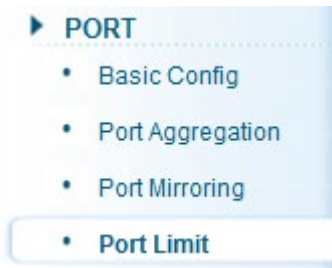 PORT
Basic Config
Port Aggregation
Port Mirroring
Port Limit